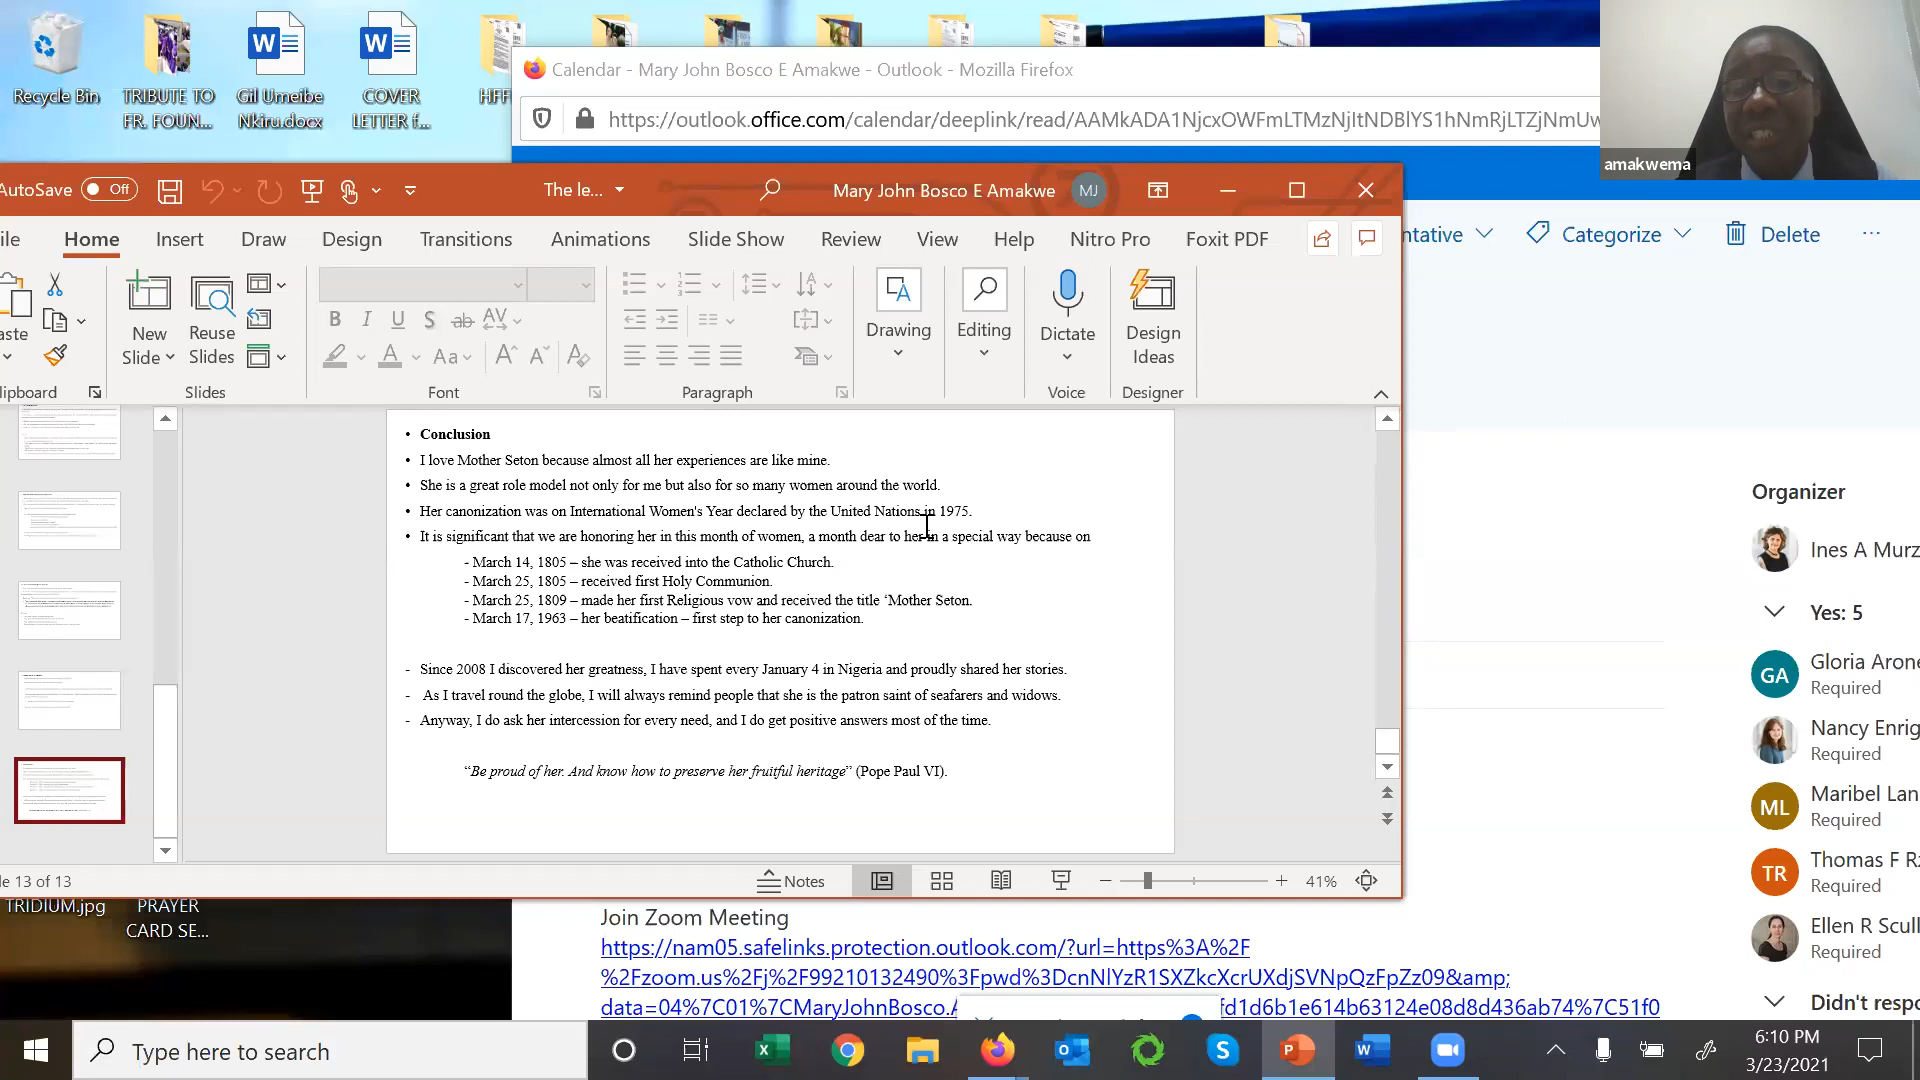 Recycle Bin
TRIBUTE TO
FR. FOUN...
Gil Umeibe
Nkiru.docx
COVER
LETTER f...
HFF
Calendar - Mary John Bosco E Amakwe - Outlook - Mozilla Firefox
https://outlook.office.com/calendar/deeplink/read/AAMkADA1NjcxOWFmLTMzNjItNDBlYS1hNmRjLTZjNmUw
amakwema
AutoSave Off
The le...
Mary John Bosco E Amakwe MJ
ile Home Insert Draw Design Transitions Animations Slide Show Review View Help Nitro Pro Foxit PDF
ntative Categorize Delete ...
aste
New
Slide
Reuse
Slides
Drawing
Editing
Dictate
Design
Ideas
lipboard
Slides
Font
Paragraph
Voice
Designer
• Conclusion
• I love Mother Seton because almost all her experiences are like mine.
• She is a great role model not only for me but also for so many women around the world.
• Her canonization was on International Women's Year declared by the United Nations in 1975.
• It is significant that we are honoring her in this month of women, a month dear to her in a special way because on
- March 14, 1805 – she was received into the Catholic Church.
- March 25, 1805 – received first Holy Communion.
- March 25, 1809 – made her first Religious vow and received the title ‘Mother Seton.
- March 17, 1963 – her beatification – first step to her canonization.
- Since 2008 I discovered her greatness, I have spent every January 4 in Nigeria and proudly shared her stories.
- As I travel round the globe, I will always remind people that she is the patron saint of seafarers and widows.
- Anyway, I do ask her intercession for every need, and I do get positive answers most of the time.
“Be proud of her. And know how to preserve her fruitful heritage” (Pope Paul VI).
Organizer
Ines A Murz
Yes: 5
GA Gloria Arone
Required
Nancy Enrig
Required
ML Maribel Lan
Required
TR Thomas F Rz
Required
Ellen R Scull
Required
Didn't respo
e 13 of 13
Notes
41%
TRIDIUM.jpg
PRAYER
CARD SE...
Join Zoom Meeting
https://nam05.safelinks.protection.outlook.com/?url=https%3A%2F
%2Fzoom.us%2Fj%2F99210132490%3Fpwd%3DcnNlYzR1SXZkcXcrUXdjSVNpQzFpZz09&amp;
data=04%7C01%7CMaryJohnBosco.A fd1d6b1e614b63124e08d8d436ab74%7C51f0
Type here to search
6:10 PM
3/23/2021